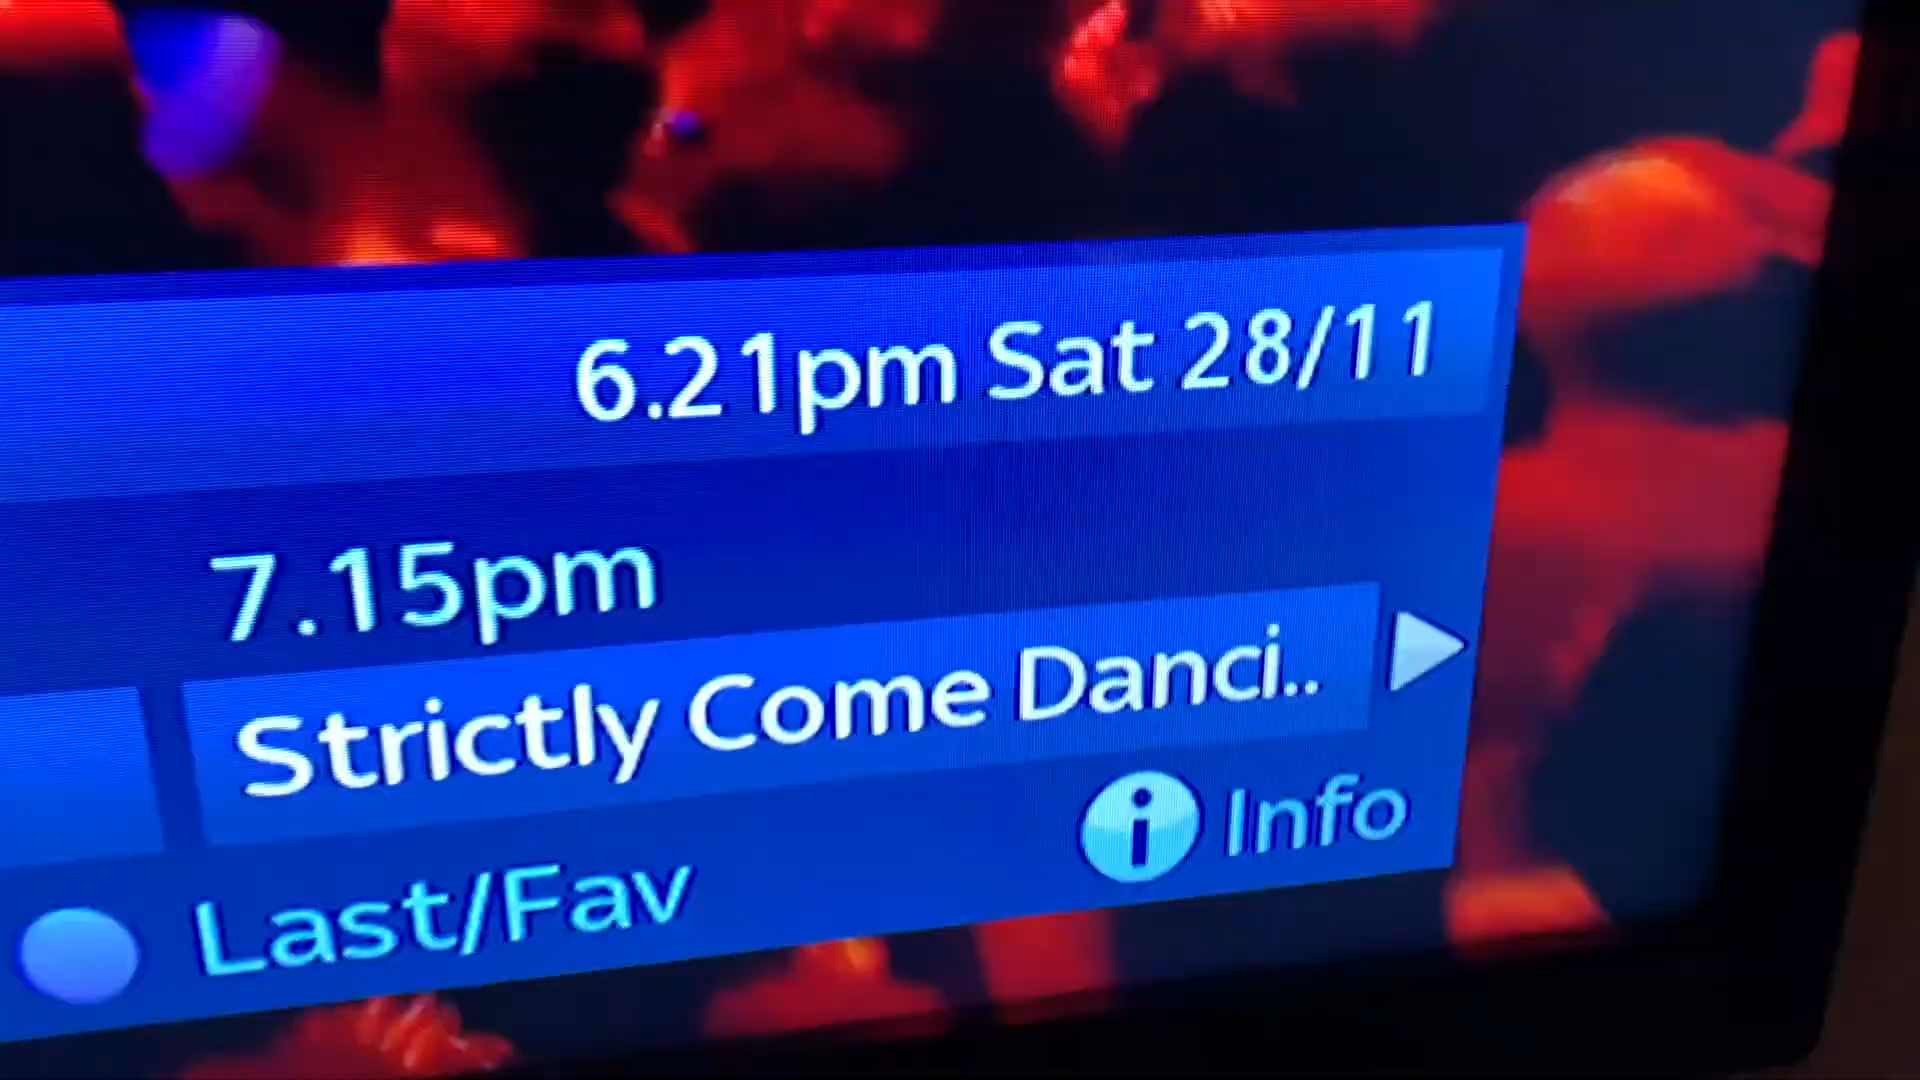 6.21pm Sat 28/11
7.15pm
Strictly Come Danci..
i Info
Last/Fav